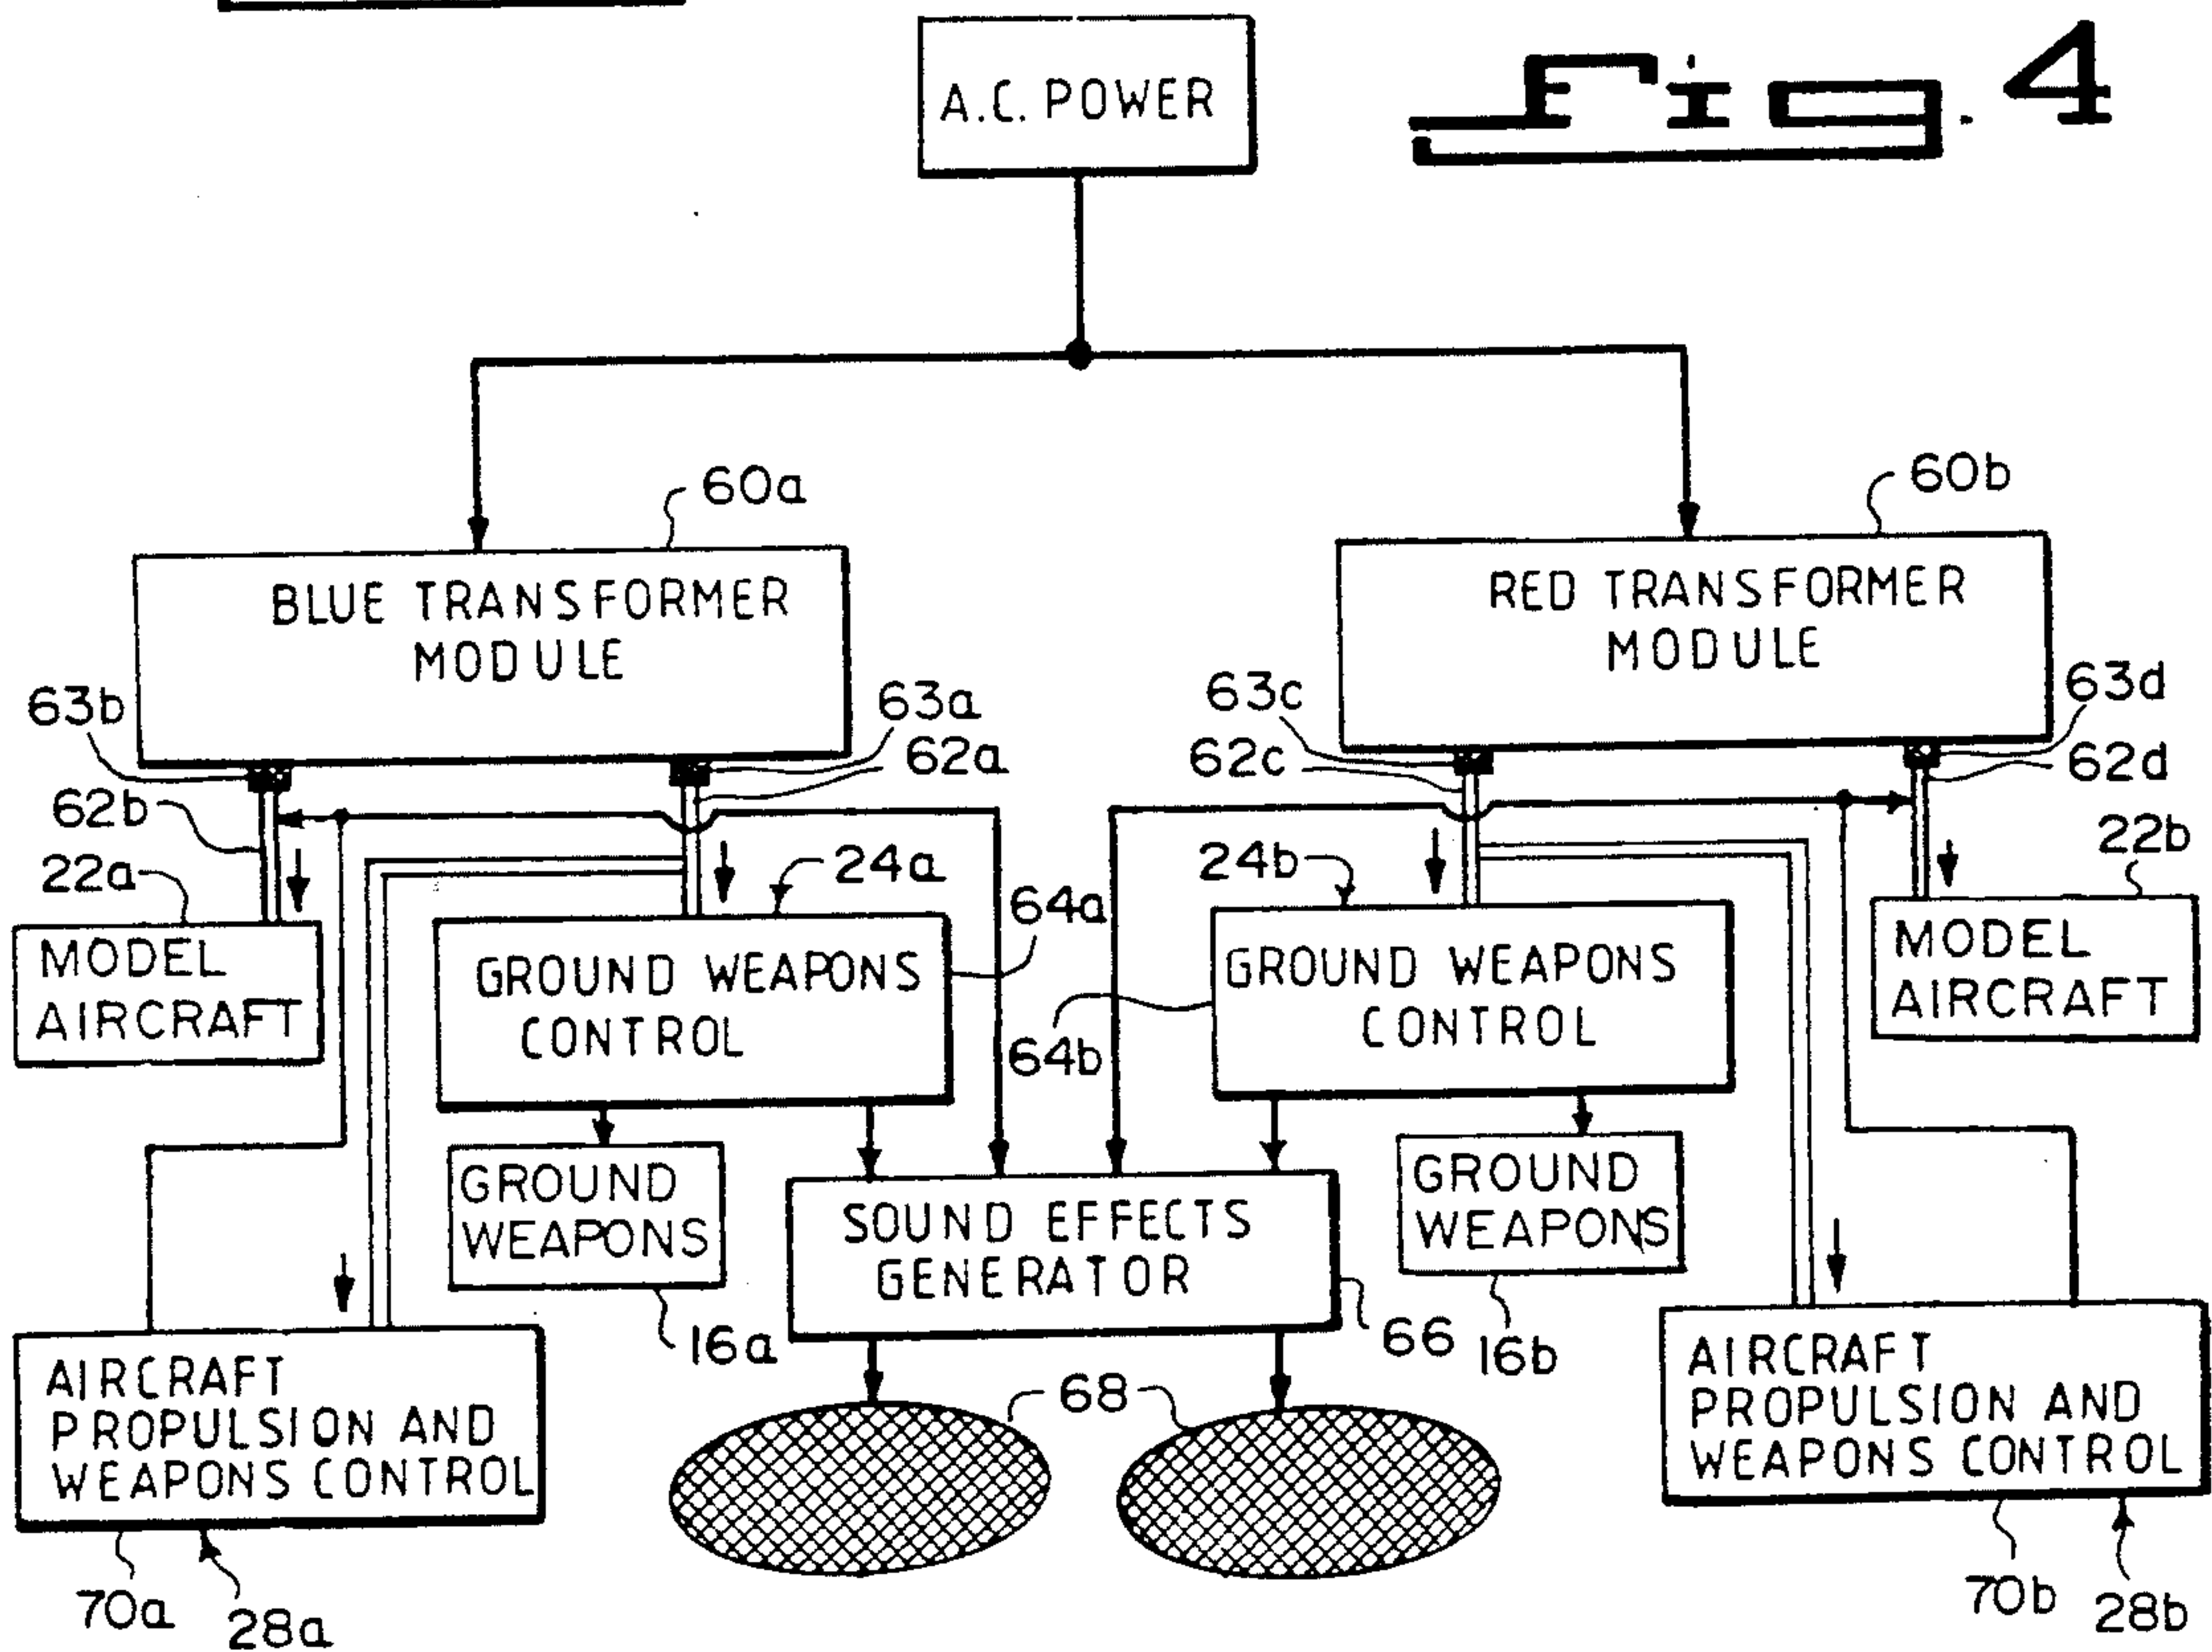 A.C. POWER
Fig. 4
60a
60b
BLUE TRANSFORMER
MODULE
RED TRANSFORMER
MODULE
63b
63a
63c
63d
62b
62a
62c
62d
22a
24a
24b
22b
64a
64b
MODEL
AIRCRAFT
GROUND WEAPONS
CONTROL
GROUND WEAPONS
CONTROL
MODEL
AIRCRAFT
GROUND
WEAPONS
SOUND EFFECTS
GENERATOR
GROUND
WEAPONS
16a
66
16b
68
AIRCRAFT
PROPULSION AND
WEAPONS CONTROL
AIRCRAFT
PROPULSION AND
WEAPONS CONTROL
70a
28a
70b
28b